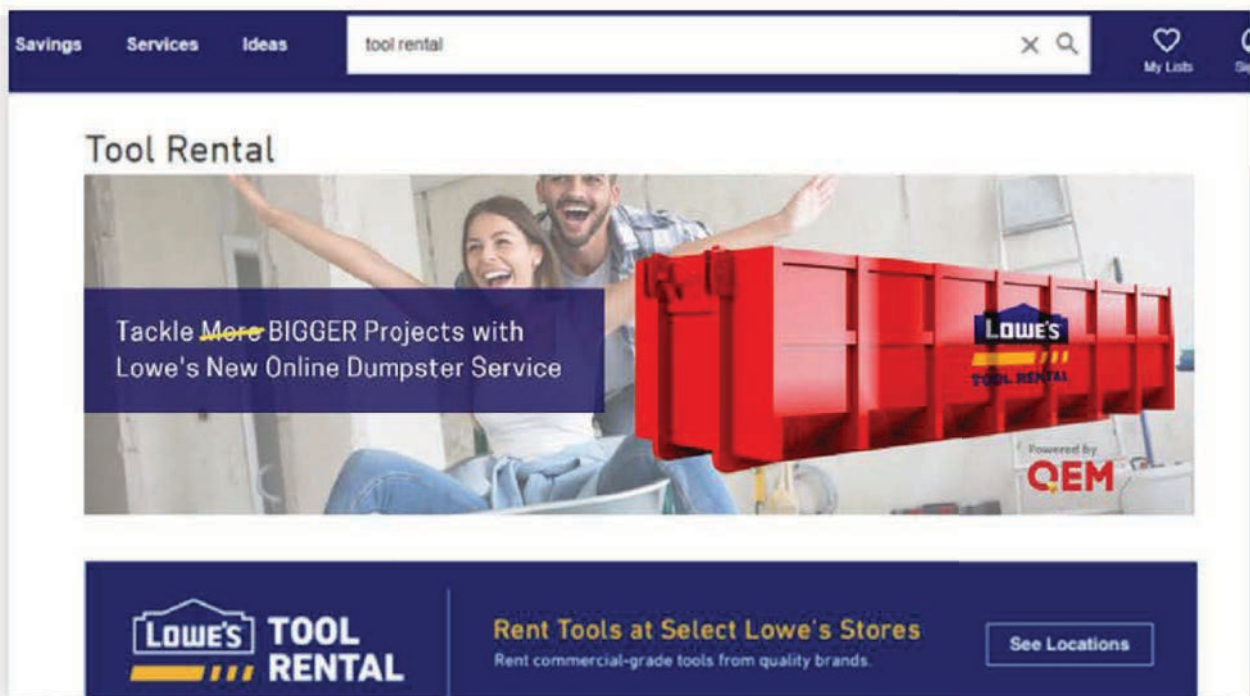 Savings Services Ideas tool rental
My Lists
Tool Rental
Tackle More BIGGER Projects with
Lowe's New Online Dumpster Service
LOWE'S
TOOL RENTAL
Powered by
QEM
LOWE'S TOOL
RENTAL
Rent Tools at Select Lowe's Stores
Rent commercial-grade tools from quality brands.
See Locations